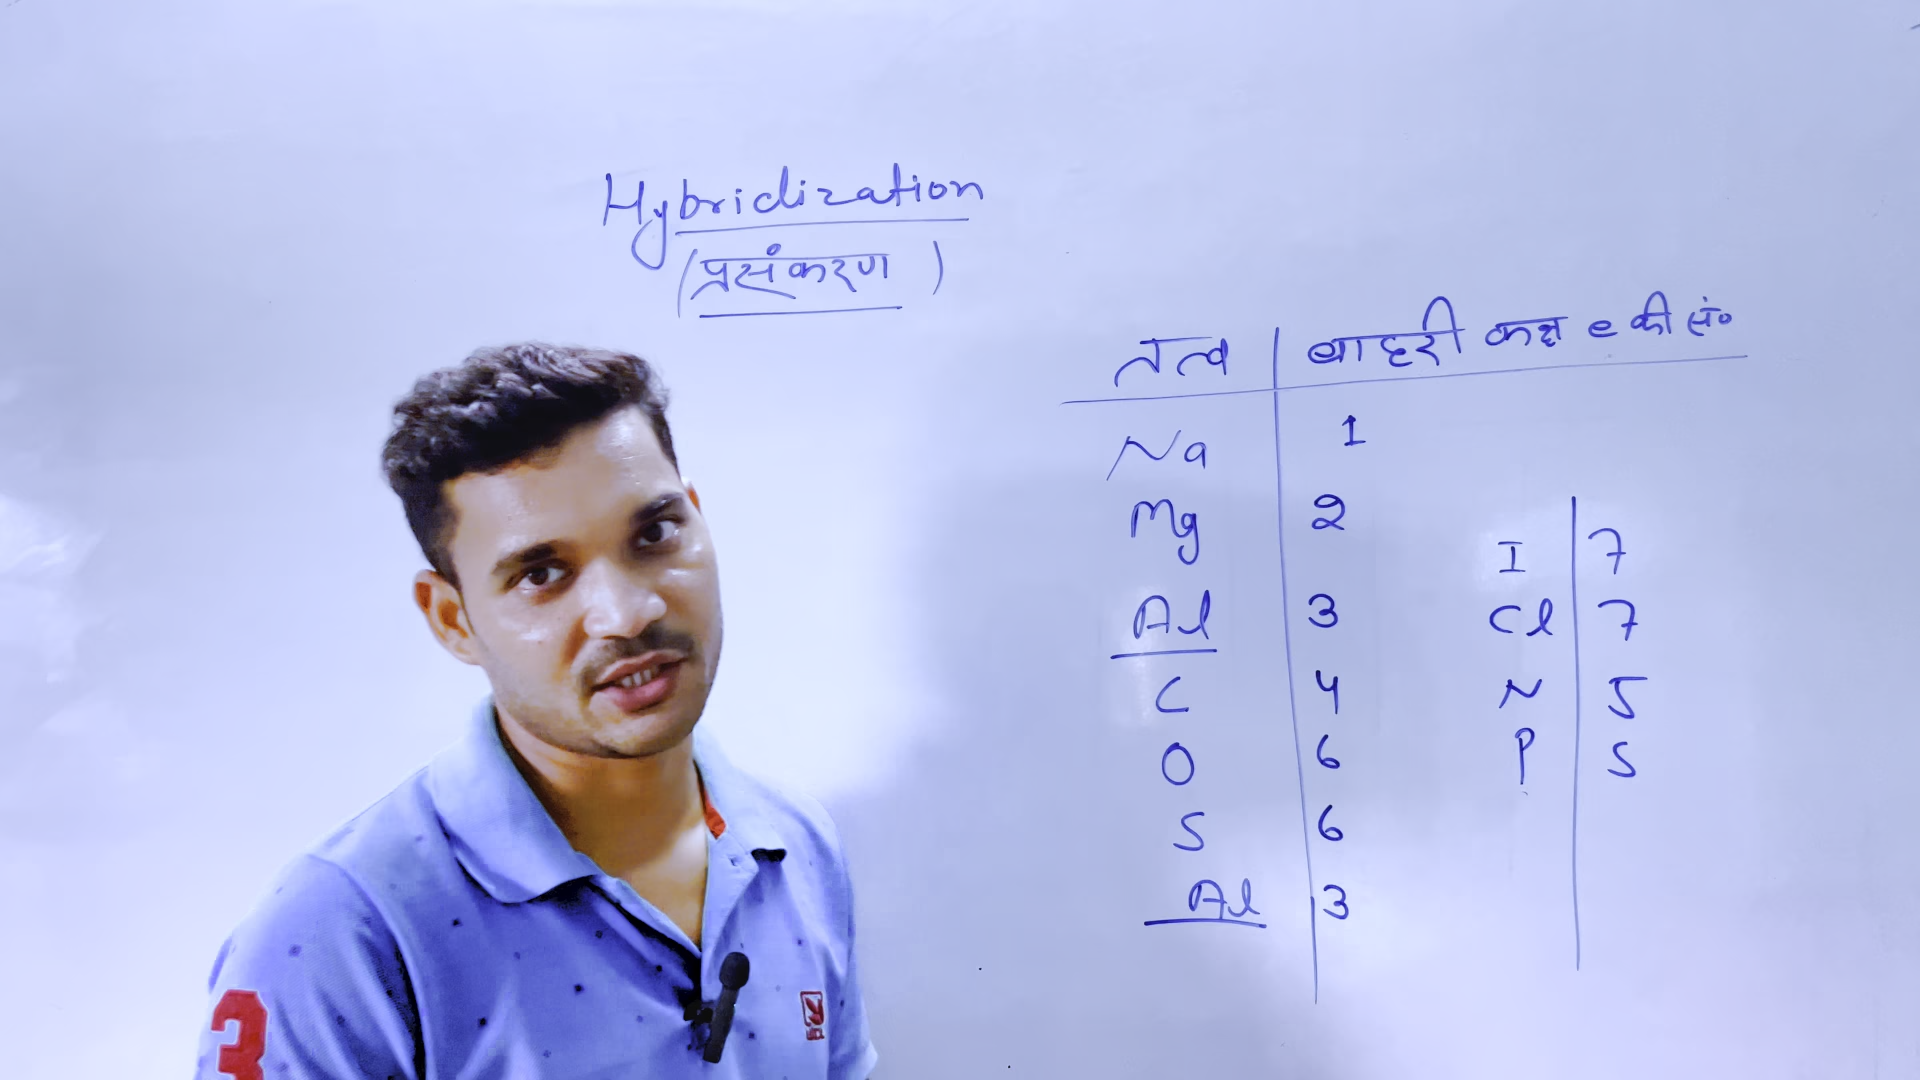 Hybridization
(प्रसंकरण)
तत्व | बाहरी कक्ष e की सं०
Na | 1
Mg | 2
Al | 3
C | 4
O | 6
S | 6
Al | 3
I | 7
Cl | 7
N | 5
P | 5
3